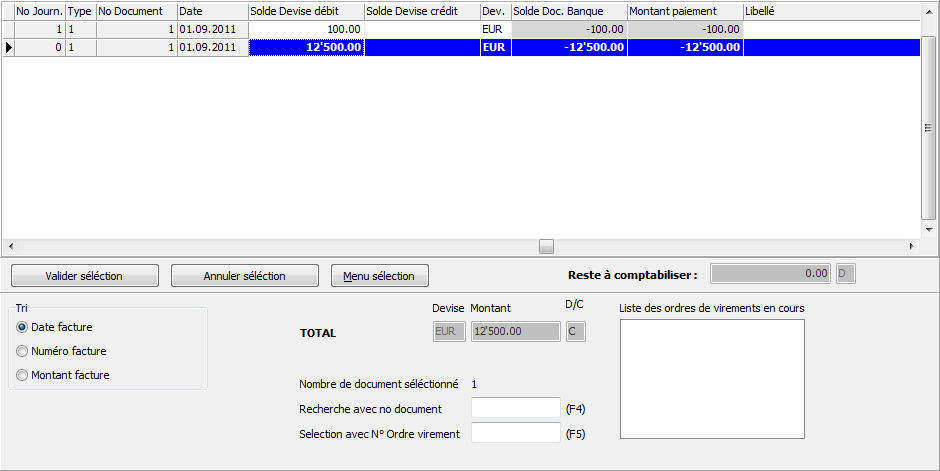 No Journ. Type No Document Date Solde Devise débit Solde Devise crédit Dev. Solde Doc. Banque Montant paiement Libellé
1 1 1 01.09.2011 100.00 EUR -100.00 -100.00
0 1 1 01.09.2011 12'500.00 EUR -12'500.00 -12'500.00
Valider séléction Annuler séléction Menu sélection Reste à comptabiliser : 0.00 D
Tri Devise Montant D/C Liste des ordres de virements en cours
Date facture TOTAL EUR 12'500.00 C
Numéro facture
Montant facture Nombre de document séléctionné 1
Recherche avec no document (F4)
Selection avec N° Ordre virement (F5)